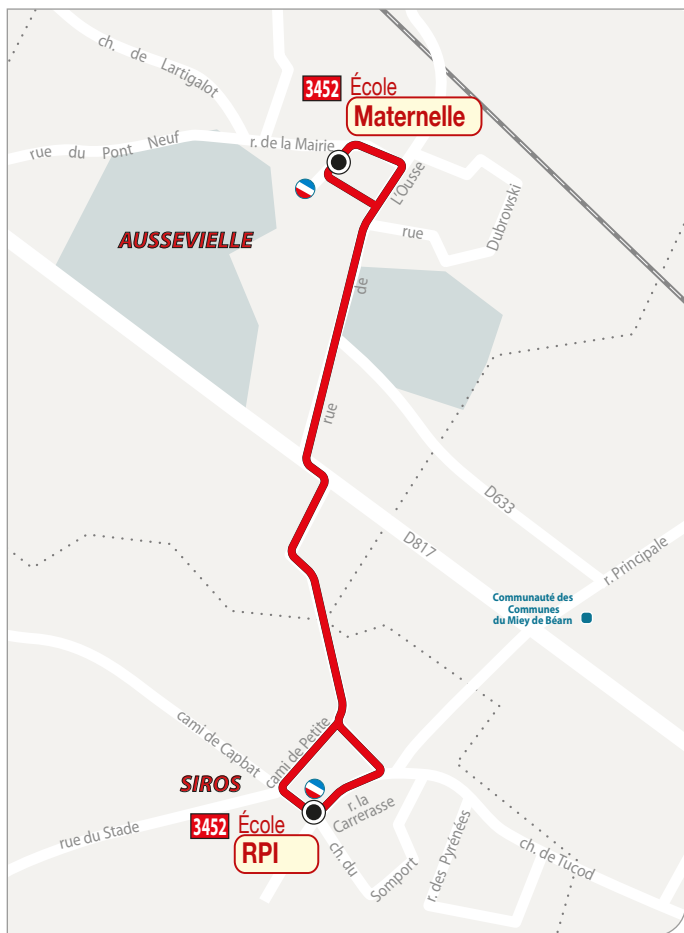 ch. de Lartigalot
3452 École
Maternelle
rue du Pont Neuf
r. de la Mairie
L'Ousse
Dubrowski
rue
AUSSEVIELLE
de
rue
D633
D817
r. Principale
Communauté des
Communes
du Miey de Béarn
cami de Capbat
cami de Petite
SIROS
r. la
Carrerasse
rue du Stade
3452 École
RPI
ch. du
Somport
r. des Pyrénées
ch. de Tucod